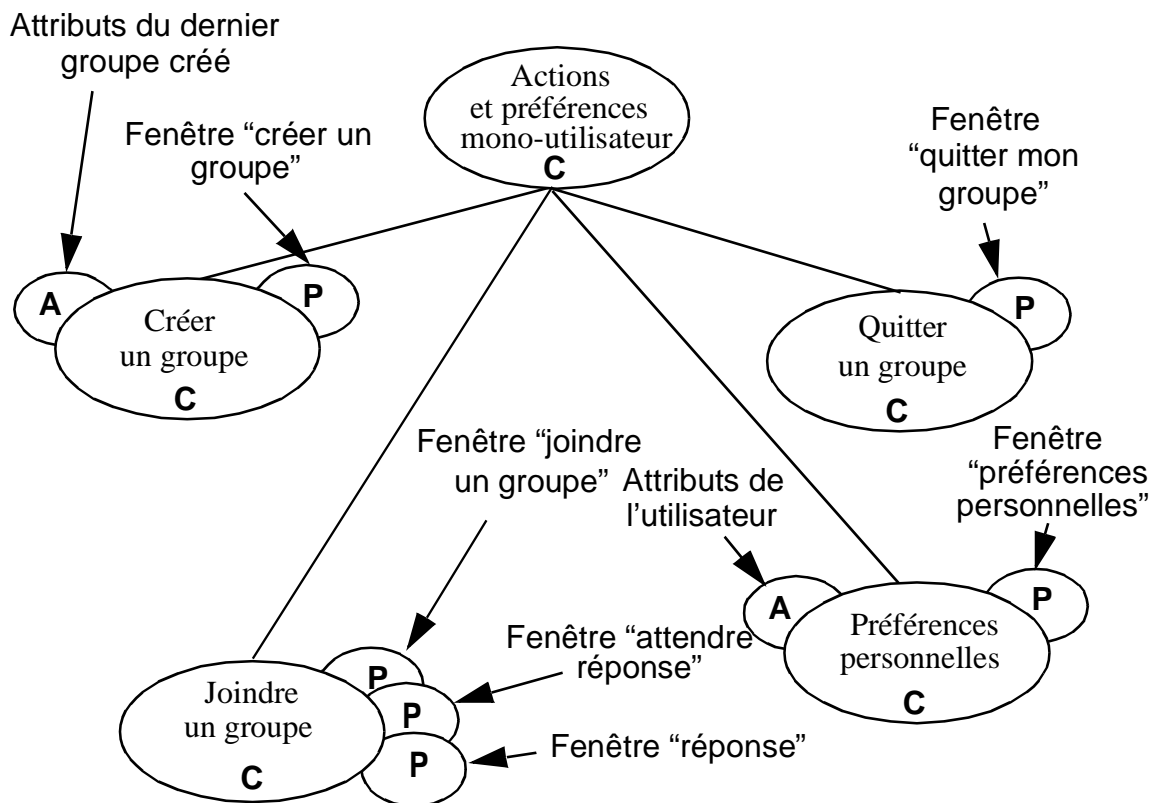 Attributs du dernier
groupe créé
Actions
et préférences
mono-utilisateur
C
Fenêtre “créer un
groupe”
Fenêtre
“quitter mon
groupe”
A
P
Créer
un groupe
C
P
Quitter
un groupe
C
Fenêtre “joindre
un groupe”
Attributs de
l’utilisateur
Fenêtre
“préférences
personnelles”
A
P
Préférences
personnelles
C
Fenêtre “attendre
réponse”
P
P
P
Joindre
un groupe
C
Fenêtre “réponse”